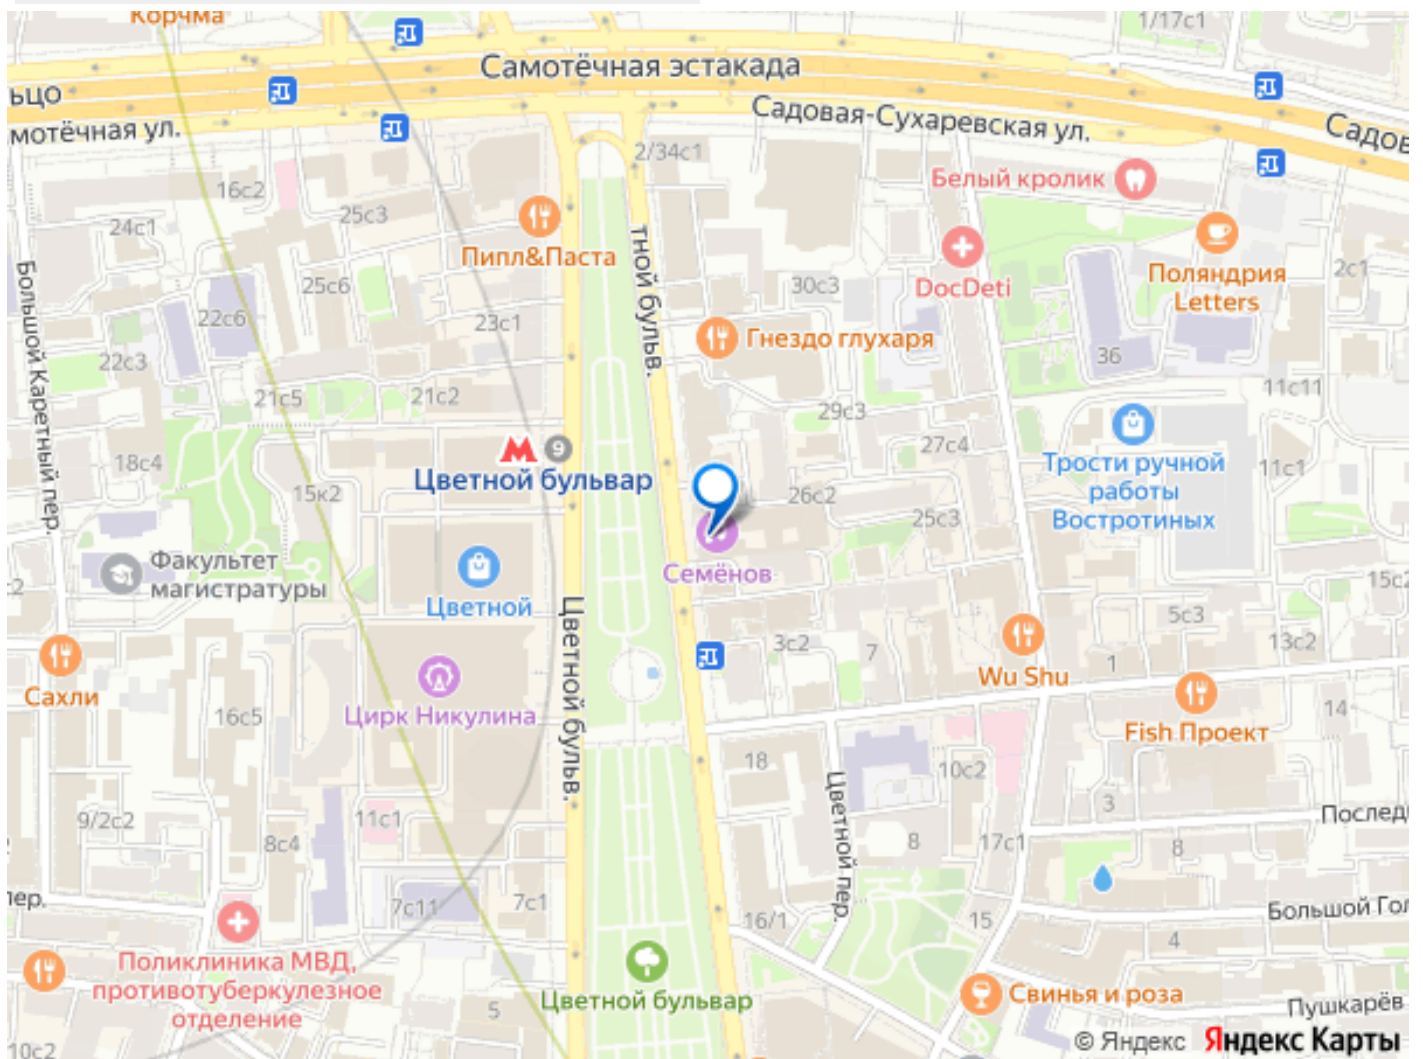 Корчма
1/17с1
Самотёчная эстакада
ьцо
мотёчная ул.
Садовая-Сухаревская ул.
Садов
2/34с1
16с2
25с3
24с1
Пипл&Паста
тной бульв.
Белый кролик
DocDeti
Поляндрия
Letters
2с1
Большой Каретный пер.
25с6
22с6
23с1
30с3
Гнездо глухаря
36
22с3
21с5
21с2
29с3
11с11
27с4
18с4
9
Цветной бульвар
15к2
26с2
25с3
Трости ручной
работы
Востротиных
11с1
Факультет
магистратуры
Цветной
Семёнов
15с2
2
5с3
13с2
3с2
7
1
Wu Shu
Сахли
Цирк Никулина
Цветной бульв.
16с5
14
Fish Проект
18
10с2
Цветной пер.
3
Послед
9/2с2
11с1
8с4
8
17с1
8
пер.
7с11
7с1
16/1
15
Большой Гол
4
Поликлиника МВД,
противотуберкулезное
отделение
5
Цветной бульвар
Свинья и роза
Пушкарёв
10с2
© Яндекс Яндекс Карты